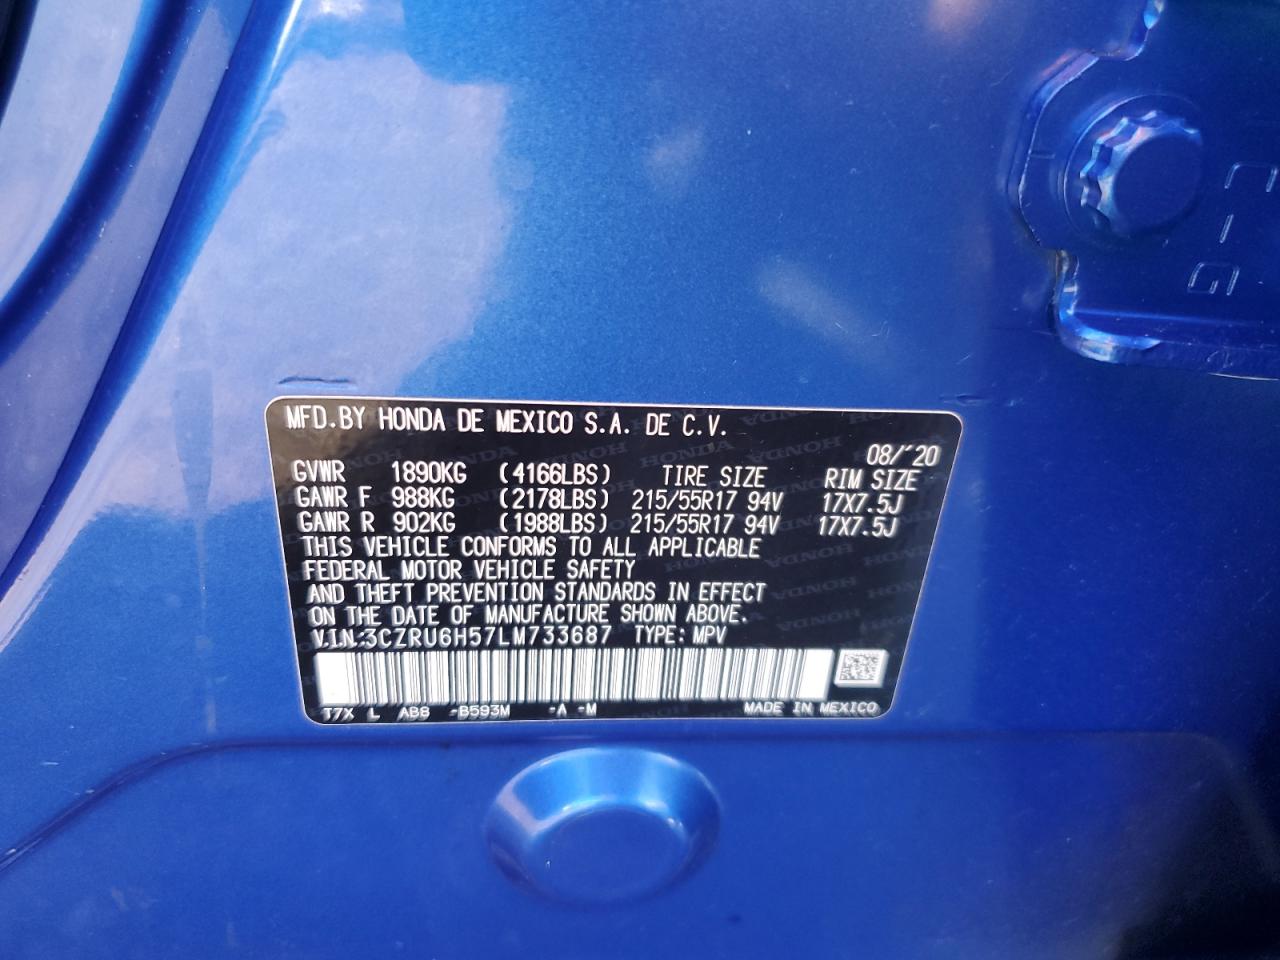 MFD.BY HONDA DE MEXICO S.A. DE C.V.
08/'20
GVWR 1890KG (4166LBS) TIRE SIZE RIM SIZE
GAWR F 988KG (2178LBS) 215/55R17 94V 17X7.5J
GAWR R 902KG (1988LBS) 215/55R17 94V 17X7.5J
THIS VEHICLE CONFORMS TO ALL APPLICABLE
FEDERAL MOTOR VEHICLE SAFETY
AND THEFT PREVENTION STANDARDS IN EFFECT
ON THE DATE OF MANUFACTURE SHOWN ABOVE.
V.I.N.:3CZRU6H57LM733687 TYPE: MPV
T7X L AB8 -B593M -A -M MADE IN MEXICO